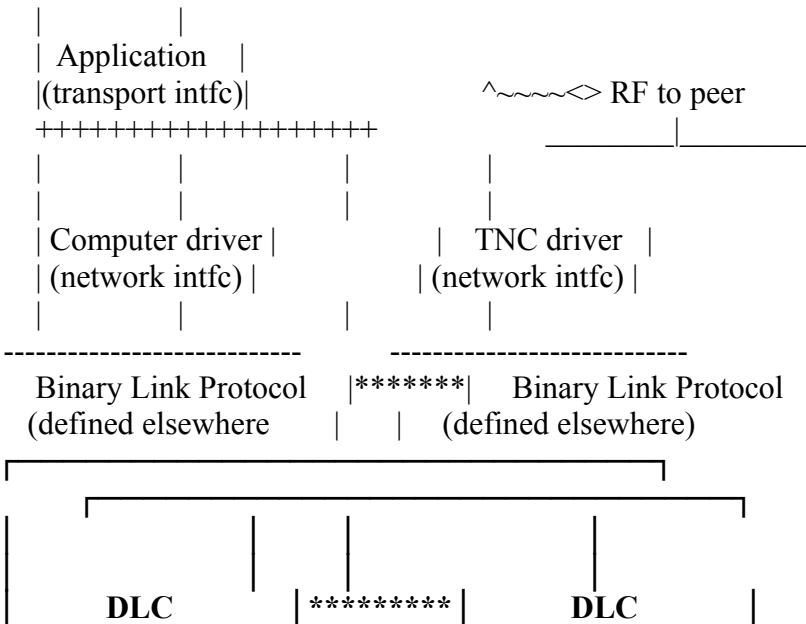 | Application |
|(transport intfc)| ^~~~~<> RF to peer
+++++++++++++++++++
| Computer driver | | TNC driver |
| (network intfc) | | (network intfc) |
---------------------------- ----------------------------
Binary Link Protocol |*******| Binary Link Protocol
(defined elsewhere | | (defined elsewhere)
| DLC | ********* | DLC |